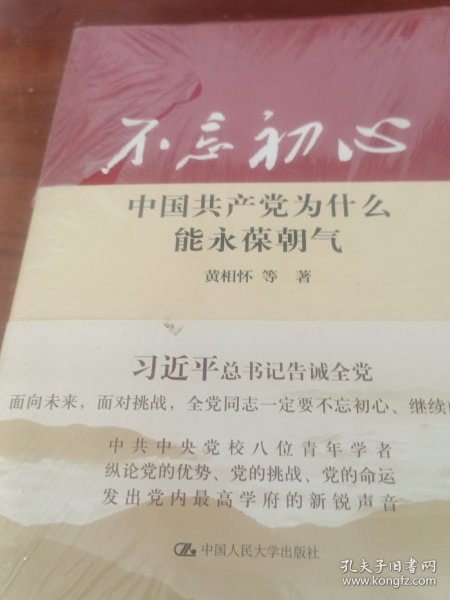 不忘初心
中国共产党为什么
能永葆朝气
黄相怀 等 著
习近平总书记告诫全党
面向未来，面对挑战，全党同志一定要不忘初心、继续
中共中央党校八位青年学者
纵论党的优势、党的挑战、党的命运
发出党内最高学府的新锐声音
中国人民大学出版社
孔夫子旧书网
www.kongfz.com